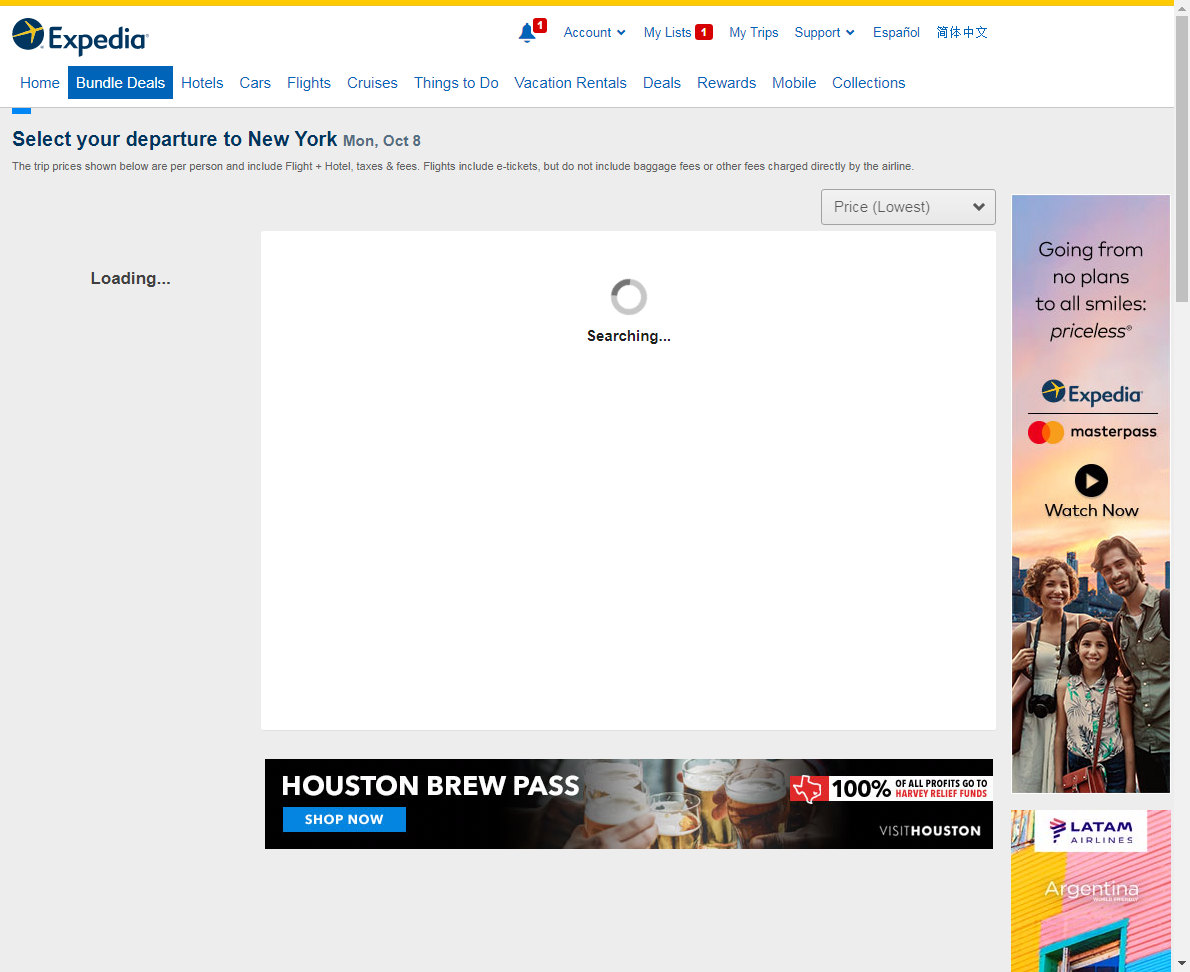 Expedia
1
Account
My Lists 1
My Trips
Support
Español
简体中文
Home
Bundle Deals
Hotels
Cars
Flights
Cruises
Things to Do
Vacation Rentals
Deals
Rewards
Mobile
Collections
Select your departure to New York Mon, Oct 8
The trip prices shown below are per person and include Flight + Hotel, taxes & fees. Flights include e-tickets, but do not include baggage fees or other fees charged directly by the airline.
Price (Lowest)
Loading...
Searching...
Going from
no plans
to all smiles:
priceless®
Expedia
masterpass
Watch Now
HOUSTON BREW PASS
SHOP NOW
100% OF ALL PROFITS GO TO
HARVEY RELIEF FUNDS
VISITHOUSTON
LATAM
AIRLINES
Argentina
WORLD FRIENDLY